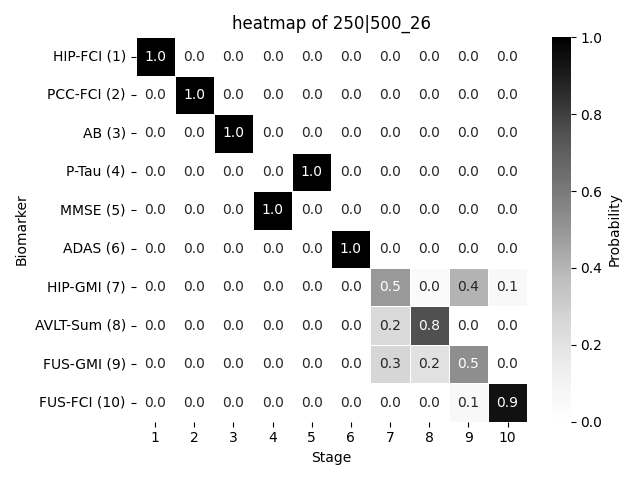 heatmap of 250|500_26
HIP-FCI (1) 1.0 0.0 0.0 0.0 0.0 0.0 0.0 0.0 0.0 0.0
PCC-FCI (2) 0.0 1.0 0.0 0.0 0.0 0.0 0.0 0.0 0.0 0.0
AB (3) 0.0 0.0 1.0 0.0 0.0 0.0 0.0 0.0 0.0 0.0
P-Tau (4) 0.0 0.0 0.0 0.0 1.0 0.0 0.0 0.0 0.0 0.0
MMSE (5) 0.0 0.0 0.0 1.0 0.0 0.0 0.0 0.0 0.0 0.0
ADAS (6) 0.0 0.0 0.0 0.0 0.0 1.0 0.0 0.0 0.0 0.0
HIP-GMI (7) 0.0 0.0 0.0 0.0 0.0 0.0 0.5 0.0 0.4 0.1
AVLT-Sum (8) 0.0 0.0 0.0 0.0 0.0 0.0 0.2 0.8 0.0 0.0
FUS-GMI (9) 0.0 0.0 0.0 0.0 0.0 0.0 0.3 0.2 0.5 0.0
FUS-FCI (10) 0.0 0.0 0.0 0.0 0.0 0.0 0.0 0.0 0.1 0.9
1 2 3 4 5 6 7 8 9 10
Stage
Biomarker
1.0
0.8
0.6
0.4
0.2
0.0
Probability